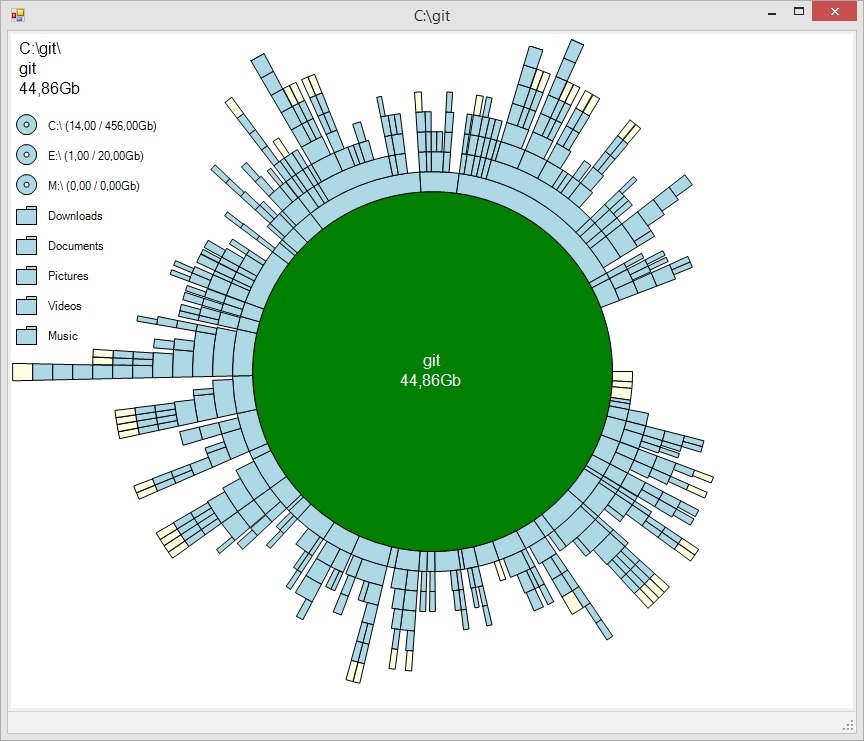 C:\git
C:\git\
git
44,86Gb
C:\ (14,00 / 456,00Gb)
E:\ (1,00 / 20,00Gb)
M:\ (0,00 / 0,00Gb)
Downloads
Documents
Pictures
Videos
Music
git
44,86Gb